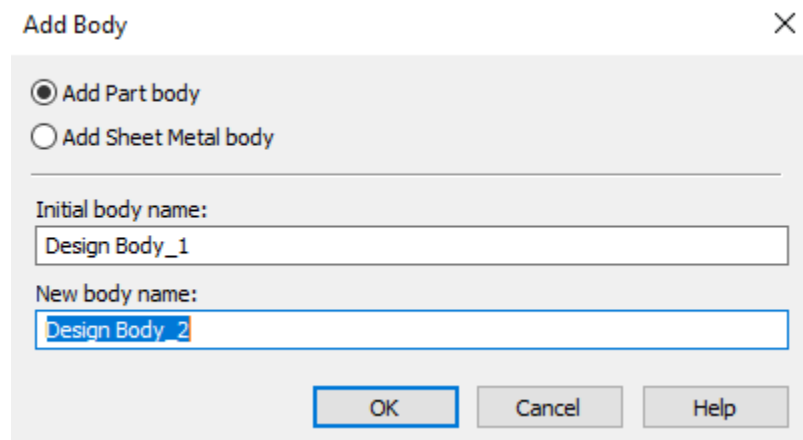 Add Body
Add Part body
Add Sheet Metal body
Initial body name:
Design Body_1
New body name:
Design Body_2
OK Cancel Help